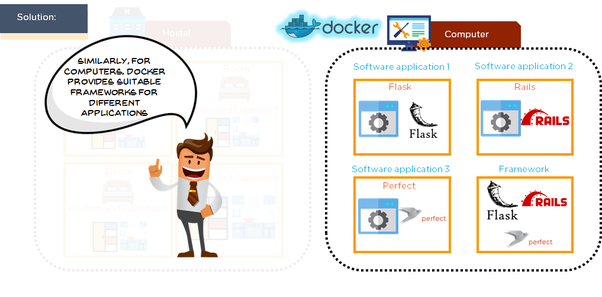 Solution:
Hostel
docker
Computer
SIMILARLY, FOR
COMPUTERS, DOCKER
PROVIDES SUITABLE
FRAMEWORKS FOR
DIFFERENT
APPLICATIONS
Software application 1
Software application 2
Flask
Rails
Flask
RAILS
Software application 3
Framework
Perfect
perfect
Flask
RAILS
perfect